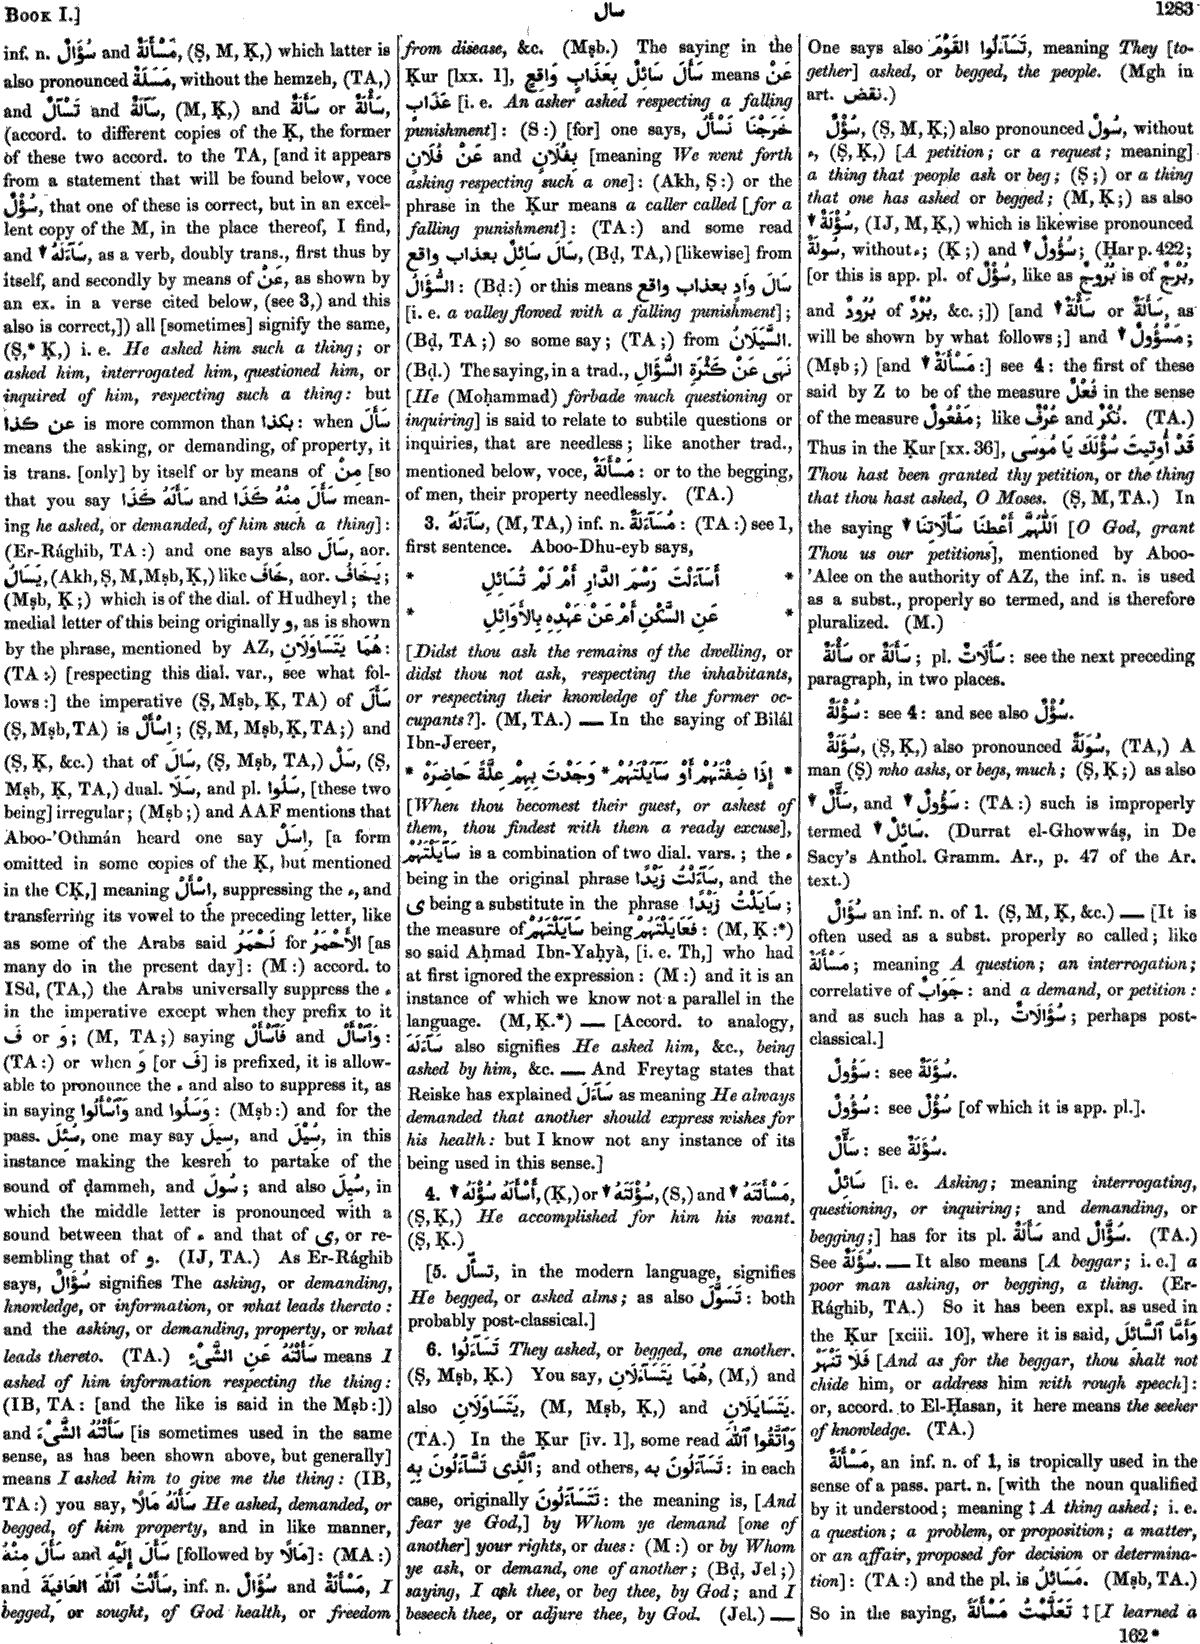 BOOK I.]
سأل
1283
inf. n. سُؤَالٌ and مَسْأَلَةٌ, (Ṣ, M, Ḳ,) which latter is
also pronounced مَسَلَةٌ, without the hemzeh, (TA,)
and تَسْآلٌ and سَآلَةٌ, (M, Ḳ,) and سَأَلَةٌ or سَأْلَةٌ,
(accord. to different copies of the Ḳ, the former
of these two accord. to the TA, [and it appears
from a statement that will be found below, voce
سُؤْلٌ, that one of these is correct, but in an excel-
lent copy of the M, in the place thereof, I find,
and ▼ سَآءَلَهُ, as a verb, doubly trans., first thus by
itself, and secondly by means of عَنْ, as shown by
an ex. in a verse cited below, (see 3,) and this
also is correct,]) all [sometimes] signify the same,
(Ṣ,* Ḳ,) i. e. He asked him such a thing; or
asked him, interrogated him, questioned him, or
inquired of him, respecting such a thing: but
عن كذا is more common than بكذا: when سَأَلَ
means the asking, or demanding, of property, it
is trans. [only] by itself or by means of مِنْ [so
that you say سَأَلَهُ كَذَا and سَأَلَ مِنْهُ كَذَا mean-
ing he asked, or demanded, of him such a thing]:
(Er-Rághib, TA:) and one says also سَالَ, aor.
يَسَالُ, (Akh, Ṣ, M, Mṣb, Ḳ,) like خَافَ, aor. يَخَافُ;
(Mṣb, Ḳ;) which is of the dial. of Hudheyl; the
medial letter of this being originally و, as is shown
by the phrase, mentioned by AZ, هُمَا يَتَسَاوَلَانِ:
(TA:) [respecting this dial. var., see what fol-
lows:] the imperative (Ṣ, Mṣb, Ḳ, TA) of سَأَلَ
(Ṣ, Mṣb, TA) is اِسْأَلْ; (Ṣ, M, Mṣb, Ḳ, TA;) and
(Ṣ, Ḳ, &c.) that of سَالَ, (Ṣ, Mṣb, TA,) سَلْ, (Ṣ,
Mṣb, Ḳ, TA,) dual. سَلَا, and pl. سَلُوا, [these two
being] irregular; (Mṣb;) and AAF mentions that
Aboo-'Othmán heard one say اِسَلْ, [a form
omitted in some copies of the Ḳ, but mentioned
in the CḲ,] meaning اِسْأَلْ, suppressing the ء, and
transferring its vowel to the preceding letter, like
as some of the Arabs said لَحْمَرُ for اَلْأَحْمَرُ [as
many do in the present day]: (M:) accord. to
ISd, (TA,) the Arabs universally suppress the ء
in the imperative except when they prefix to it
فَ or وَ; (M, TA;) saying فَاسْأَلْ and وَاسْأَلْ:
(TA:) or when وَ [or فَ] is prefixed, it is allow-
able to pronounce the ء and also to suppress it, as
in saying وَاسْأَلُوا and وَسَلُوا: (Mṣb:) and for the
pass. سُئِلَ, one may say سِيلَ, and سُيْلَ, in this
instance making the kesreh to partake of the
sound of ḍammeh, and سُولَ; and also سُيِلَ, in
which the middle letter is pronounced with a
sound between that of ء and that of ى, or re-
sembling that of و. (IJ, TA.) As Er-Rághib
says, سُؤَالٌ signifies The asking, or demanding,
knowledge, or information, or what leads thereto:
and the asking, or demanding, property, or what
leads thereto. (TA.) سَأَلْتُهُ عَنِ الشَّىْءِ means I
asked of him information respecting the thing:
(IB, TA: [and the like is said in the Mṣb:])
and سَأَلْتُهُ الشَّىْءَ [is sometimes used in the same
sense, as has been shown above, but generally]
means I asked him to give me the thing: (IB,
TA:) you say, سَأَلَهُ مَالًا He asked, demanded, or
begged, of him property, and in like manner,
سَأَلَ مِنْهُ and سَأَلَ إِلَيْهِ [followed by مَالًا]: (MA:)
and سَأَلْتُ ٱللّٰهَ العَافِيَةَ, inf. n. سُؤَالٌ and مَسْأَلَةٌ, I
begged, or sought, of God health, or freedom
from disease, &c. (Mṣb.) The saying in the
Ḳur [lxx. 1], سَأَلَ سَائِلٌ بِعَذَابٍ وَاقِعٍ means عَنْ
عَذَابٍ [i. e. An asker asked respecting a falling
punishment]: (Ṣ:) [for] one says, خَرَجْنَا نَسْأَلُ
عَنْ فُلَانٍ and بِفُلَانٍ [meaning We went forth
asking respecting such a one]: (Akh, Ṣ:) or the
phrase in the Ḳur means a caller called [for a
falling punishment]: (TA:) and some read
سَالَ سَائِلٌ بعذاب واقع, (Bḍ, TA,) [likewise] from
السُّؤَالُ: (Bḍ:) or this means سَالَ وَادٍ بعذاب واقع
[i. e. a valley flowed with a falling punishment];
(Bḍ, TA;) so some say; (TA;) from السَّيَلَانُ.
(Bḍ.) The saying, in a trad., نَهَى عَنْ كَثْرَةِ السُّؤَالِ
[He (Moḥammad) forbade much questioning or
inquiring] is said to relate to subtile questions or
inquiries, that are needless; like another trad.,
mentioned below, voce, مَسْأَلَةٌ: or to the begging,
of men, their property needlessly. (TA.)
3. سَآءَلَهُ, (M, TA,) inf. n. مُسَآءَلَةٌ: (TA:) see 1,
first sentence. Aboo-Dhu-eyb says,
* أَسَآءَلْتَ رَسْمَ الدَّارِ أَمْ لَمْ تُسَائِلِ *
* عَنِ السَّكْنِ أَمْ عَنْ عَهْدِهِ بِالْأَوَائِلِ *
[Didst thou ask the remains of the dwelling, or
didst thou not ask, respecting the inhabitants,
or respecting their knowledge of the former oc-
cupants?]. (M, TA.) — In the saying of Bilál
Ibn-Jereer,
* إِذَا ضِفْتَهُمْ أَوْ سَآيَلْتَهُمْ * وَجَدْتَ بِهِمْ عِلَّةً حَاضِرَهْ *
[When thou becomest their guest, or askest of
them, thou findest with them a ready excuse],
سَآيَلْتَهُمْ is a combination of two dial. vars.; the ء
being in the original phrase سَآءَلْتُ زَيْدًا, and the
ى being a substitute in the phrase سَايَلْتُ زَيْدًا;
the measure of سَآيَلْتَهُمْ being فَعَايَلْتَهُمْ: (M, Ḳ:*)
so said Aḥmad Ibn-Yaḥyà, [i. e. Th,] who had
at first ignored the expression: (M:) and it is an
instance of which we know not a parallel in the
language. (M, Ḳ.*) — [Accord. to analogy,
سَآءَلَهُ also signifies He asked him, &c., being
asked by him, &c. — And Freytag states that
Reiske has explained سَآءَلَ as meaning He always
demanded that another should express wishes for
his health: but I know not any instance of its
being used in this sense.]
4. أَسْأَلَهُ سُؤْلَهُ ▼, (Ḳ,) or سُؤْلَتَهُ ▼, (Ṣ,) and مَسْأَلَتَهُ ▼,
(Ṣ, Ḳ,) He accomplished for him his want.
(Ṣ, Ḳ.)
[5. تسأّل, in the modern language, signifies
He begged, or asked alms; as also تَسَوَّلَ: both
probably post-classical.]
6. تَسَآءَلُوا They asked, or begged, one another.
(Ṣ, Mṣb, Ḳ.) You say, هُمَا يَتَسَآءَلَانِ, (M,) and
also يَتَسَاوَلَانِ, (M, Mṣb, Ḳ,) and يَتَسَايَلَانِ.
(TA.) In the Ḳur [iv. 1], some read وَٱتَّقُوا ٱللّٰهَ
ٱلَّذِى تَسَّآءَلُونَ بِهِ; and others, تَسَآءَلُونَ به: in each
case, originally تَتَسَآءَلُونَ: the meaning is, [And
fear ye God,] by Whom ye demand [one of
another] your rights, or dues: (M:) or by Whom
ye ask, or demand, one of another; (Bḍ, Jel;)
saying, I ask thee, or beg thee, by God; and I
beseech thee, or adjure thee, by God. (Jel.) —
One says also تَسَآءَلُوا القَوْمَ, meaning They [to-
gether] asked, or begged, the people. (Mgh in
art. نقض.)
سُؤْلٌ, (Ṣ, M, Ḳ;) also pronounced سُولٌ, without
ء, (Ṣ, Ḳ,) [A petition; or a request; meaning]
a thing that people ask or beg; (Ṣ;) or a thing
that one has asked or begged; (M, Ḳ;) as also
▼ سُؤْلَةٌ, (IJ, M, Ḳ,) which is likewise pronounced
سُولَةٌ, without ء; (Ḳ;) and ▼ سُؤُولٌ; (Ḥar p. 422;
[or this is app. pl. of سُؤْلٌ, like as بُرُوجٌ is of بُرْجٌ,
and بُرُودٌ of بُرْدٌ, &c.;]) [and ▼ سَأَلَةٌ or سَأْلَةٌ, as
will be shown by what follows;] and ▼ مَسْؤُولٌ;
(Mṣb;) [and ▼ مَسْأَلَةٌ:] see 4: the first of these
said by Z to be of the measure فُعْلٌ in the sense
of the measure مَفْعُولٌ; like عُرْفٌ and نُكْرٌ. (TA.)
Thus in the Ḳur [xx. 36], قَدْ أُوتِيتَ سُؤْلَكَ يَا مُوسَى
Thou hast been granted thy petition, or the thing
that thou hast asked, O Moses. (Ṣ, M, TA.) In
the saying ▼ اَللّٰهُمَّ أَعْطِنَا سَأَلَاتِنَا [O God, grant
Thou us our petitions], mentioned by Aboo-
'Alee on the authority of AZ, the inf. n. is used
as a subst., properly so termed, and is therefore
pluralized. (M.)
سَأَلَةٌ or سَأْلَةٌ; pl. سَأَلَاتٌ: see the next preceding
paragraph, in two places.
سُؤْلَةٌ: see 4: and see also سُؤْلٌ.
سُؤَلَةٌ, (Ṣ, Ḳ,) also pronounced سُوَلَةٌ, (TA,) A
man (Ṣ) who asks, or begs, much; (Ṣ, Ḳ;) as also
▼ سَأَّلٌ, and ▼ سَؤُولٌ: (TA:) such is improperly
termed ▼ سَائِلٌ. (Durrat el-Ghowwáṣ, in De
Sacy's Anthol. Gramm. Ar., p. 47 of the Ar.
text.)
سُؤَالٌ an inf. n. of 1. (Ṣ, M, Ḳ, &c.) — [It is
often used as a subst. properly so called; like
مَسْأَلَةٌ; meaning A question; an interrogation;
correlative of جَوَابٌ: and a demand, or petition:
and as such has a pl., سُؤَالَاتٌ; perhaps post-
classical.]
سَؤُولٌ: see سُؤَلَةٌ.
سُؤُولٌ: see سُؤْلٌ [of which it is app. pl.].
سَأَّلٌ: see سُؤَلَةٌ.
سَائِلٌ [i. e. Asking; meaning interrogating,
questioning, or inquiring; and demanding, or
begging;] has for its pl. سَأَلَةٌ and سُؤَّالٌ. (TA.)
See سُؤَلَةٌ. — It also means [A beggar; i. e.] a
poor man asking, or begging, a thing. (Er-
Rághib, TA.) So it has been expl. as used in
the Ḳur [xciii. 10], where it is said, وَأَمَّا ٱلسَّائِلَ
فَلَا تَنْهَرْ [And as for the beggar, thou shalt not
chide him, or address him with rough speech]:
or, accord. to El-Ḥasan, it here means the seeker
of knowledge. (TA.)
مَسْأَلَةٌ, an inf. n. of 1, is tropically used in the
sense of a pass. part. n. [with the noun qualified
by it understood; meaning ‡ A thing asked; i. e.
a question; a problem, or proposition; a matter,
or an affair, proposed for decision or determina-
tion]: (TA:) and the pl. is مَسَائِلُ. (Mṣb, TA.)
So in the saying, تَعَلَّمْتُ مَسْأَلَةً ‡ [I learned a
162*